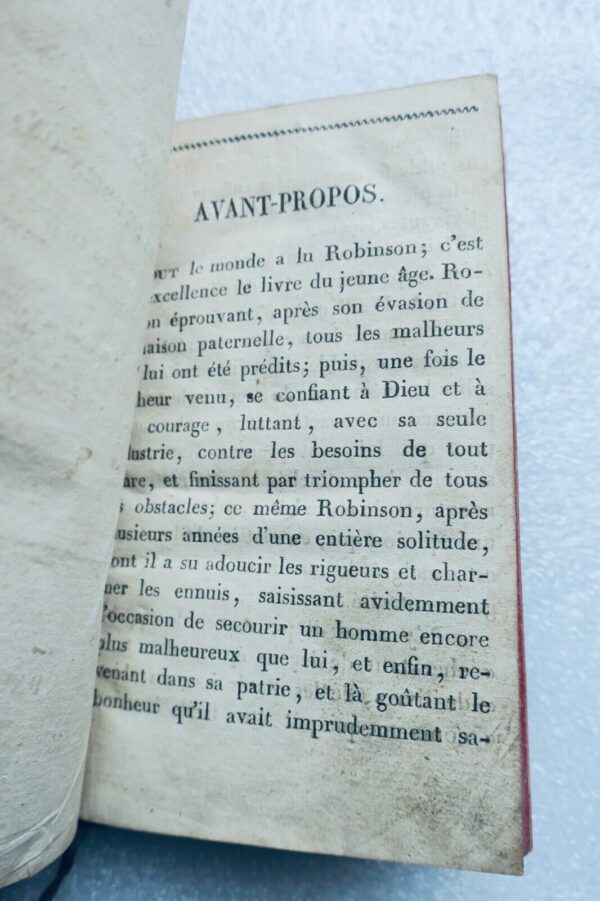 AVANT-PROPOS.
le monde a lu Robinson; c'est
excellence le livre du jeune âge. Ro-
éprouvant, après son évasion de
paternelle, tous les malheurs
lui ont été prédits; puis, une fois le
venu, se confiant à Dieu et à
courage, luttant, avec sa seule
contre les besoins de tout
et finissant par triompher de tous
obstacles; ce même Robinson, après
plusieurs années d'une entière solitude,
dont il a su adoucir les rigueurs et char-
mer les ennuis, saisissant avidemment
l'occasion de secourir un homme encore
plus malheureux que lui, et enfin, re-
venant dans sa patrie, et là goûtant le
bonheur qu'il avait imprudemment sa-